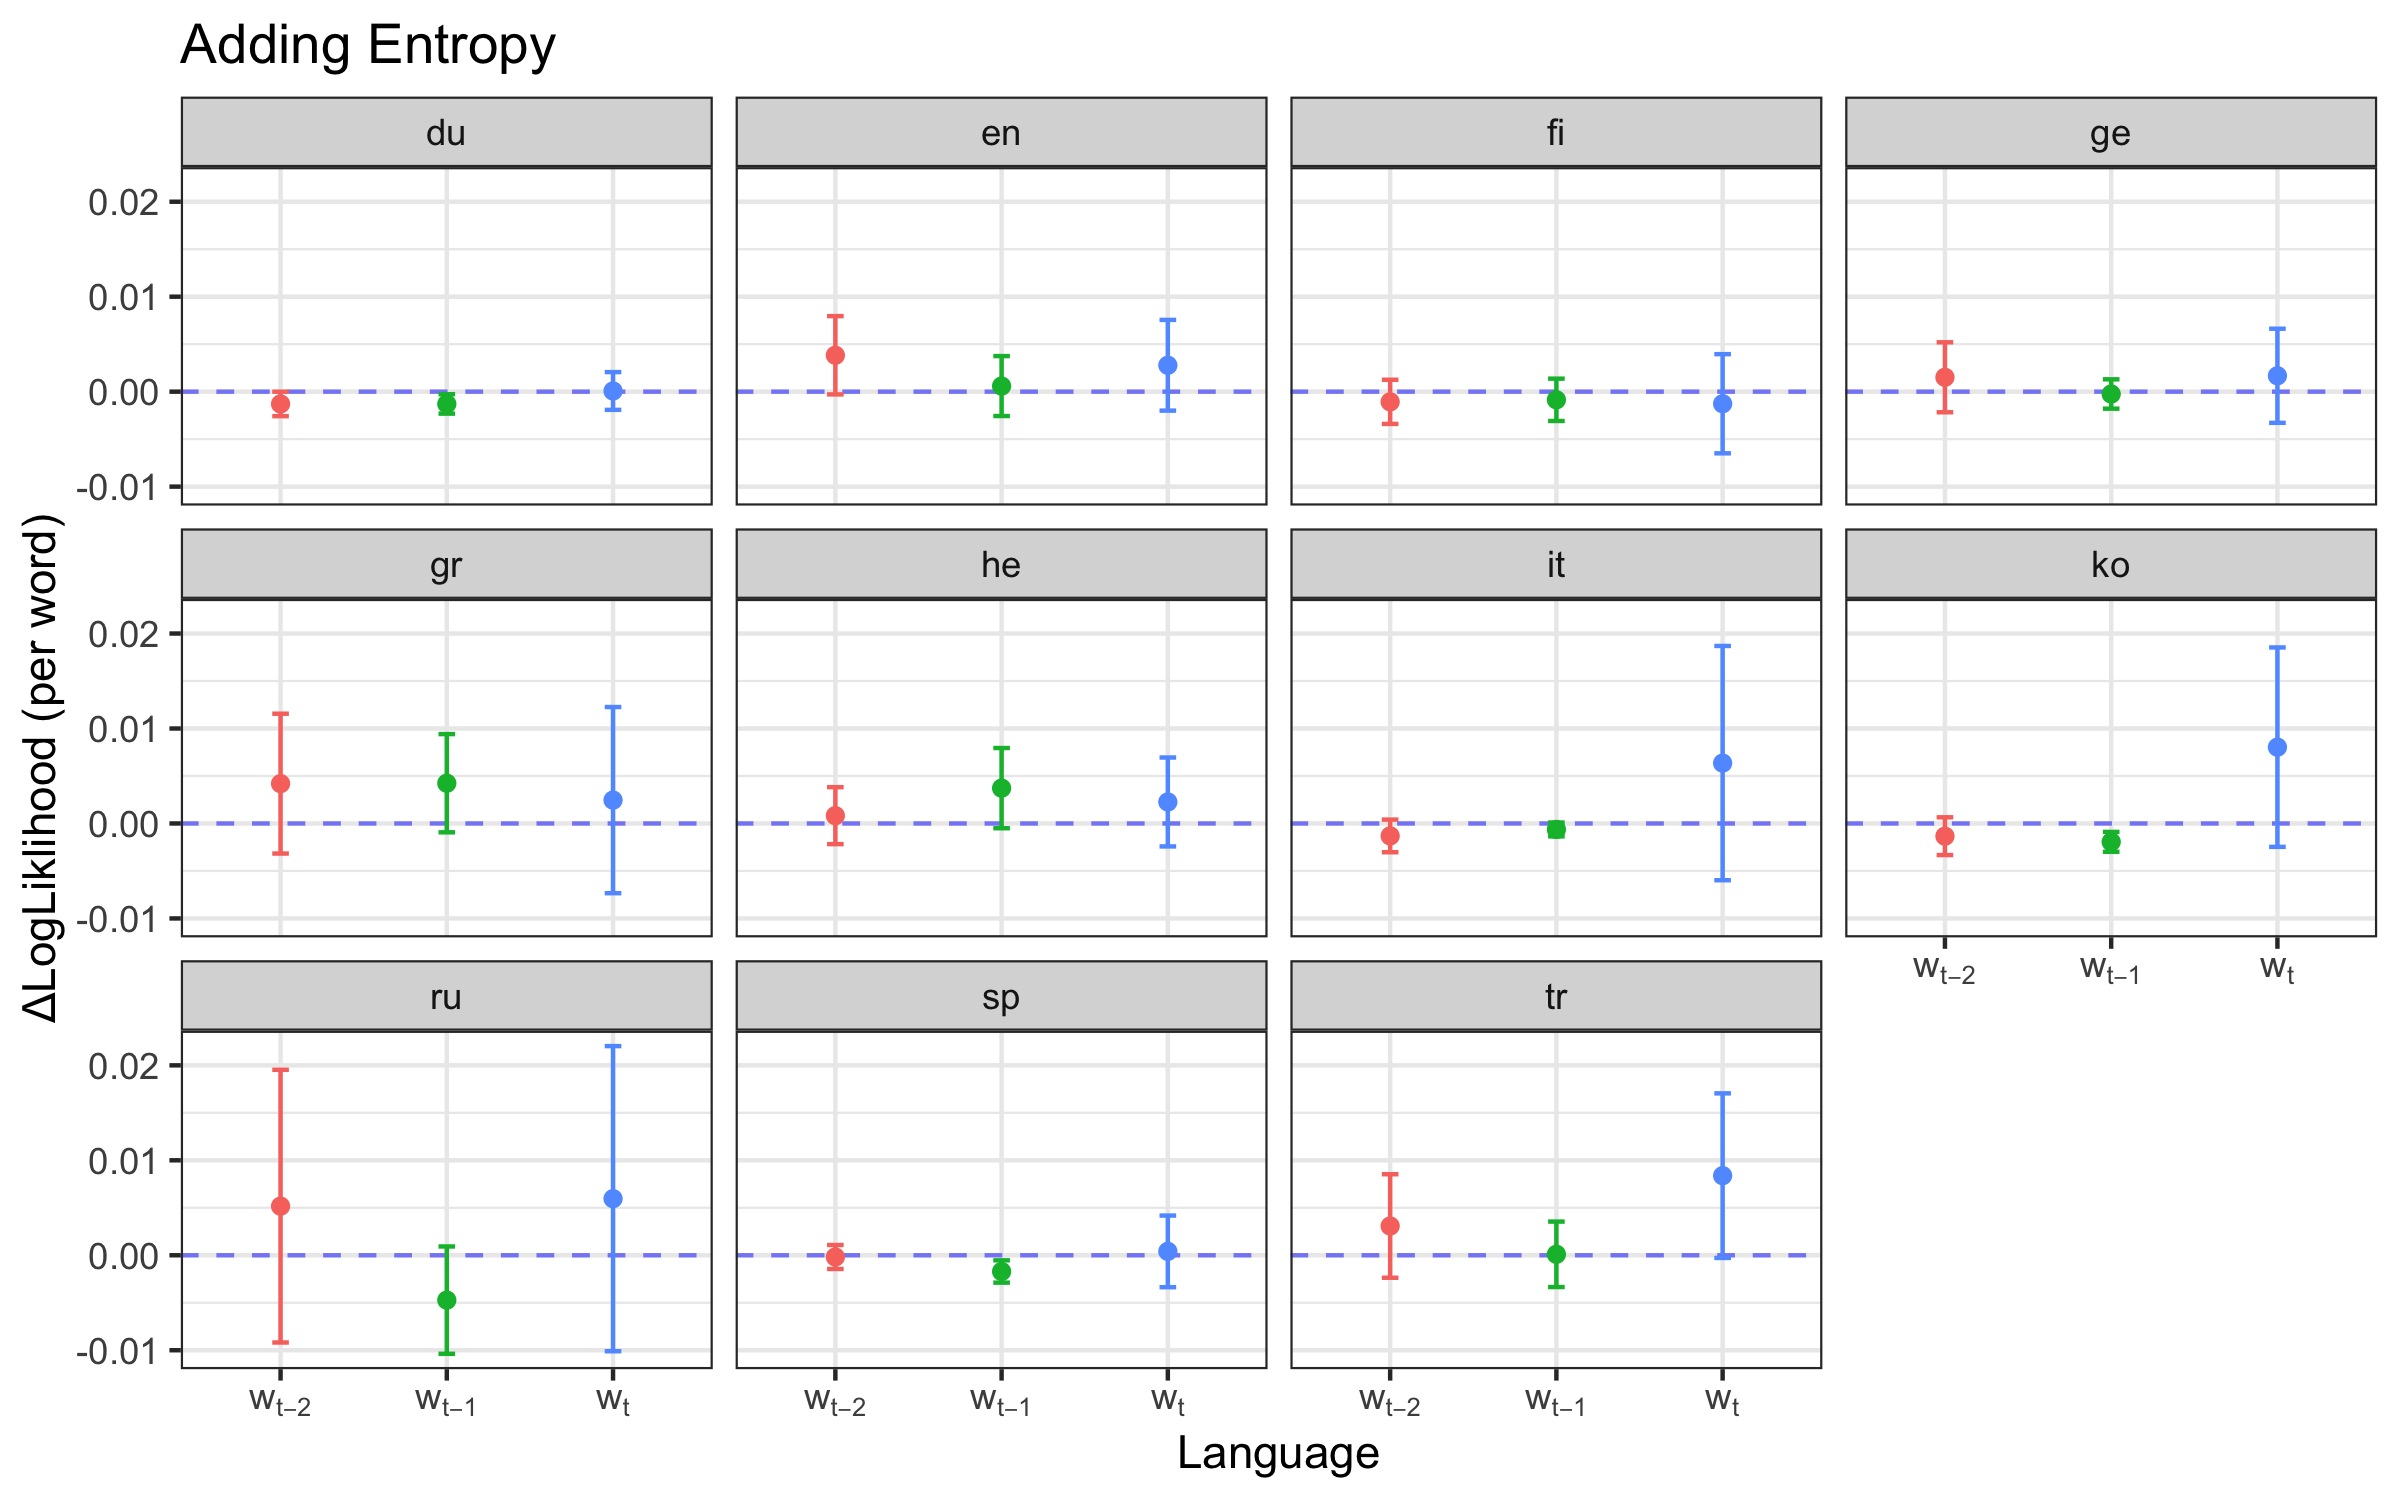 Adding Entropy
du en fi ge
0.02
0.01
0.00
-0.01
gr he it ko
0.02
0.01
0.00
-0.01
wt−2 wt−1 wt
ru sp tr
0.02
0.01
0.00
-0.01
wt−2 wt−1 wt wt−2 wt−1 wt wt−2 wt−1 wt
Language
ΔLogLiklihood (per word)